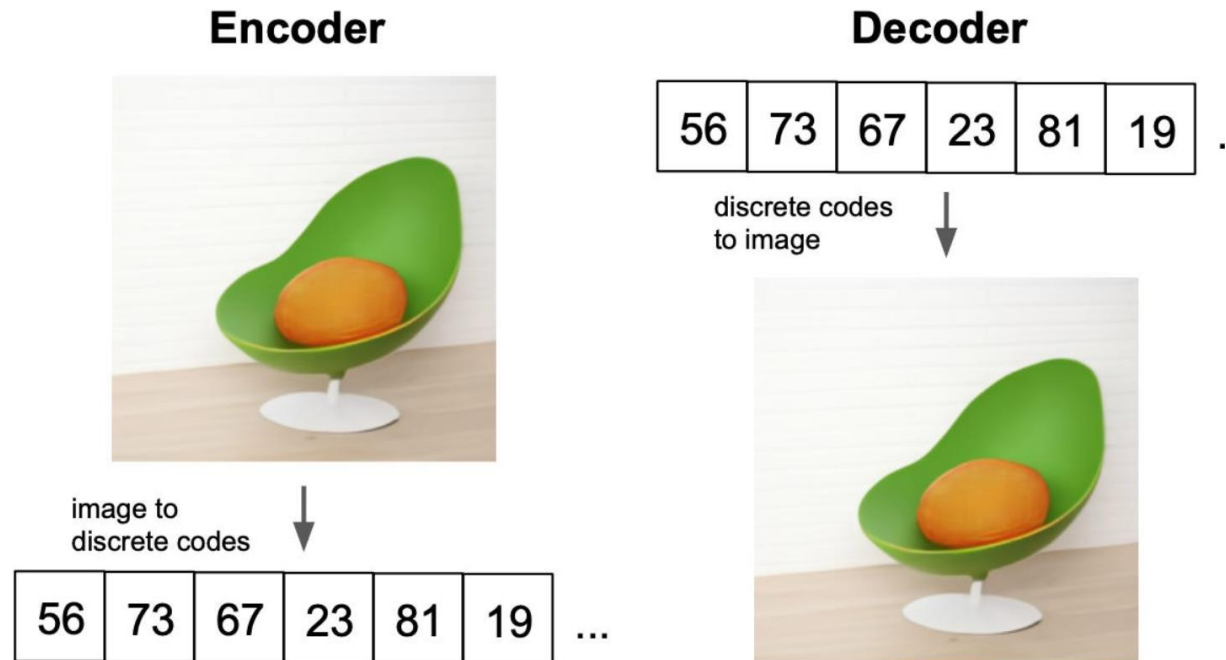 Encoder
image to
discrete codes
56 73 67 23 81 19 ...
Decoder
56 73 67 23 81 19 .
discrete codes
to image